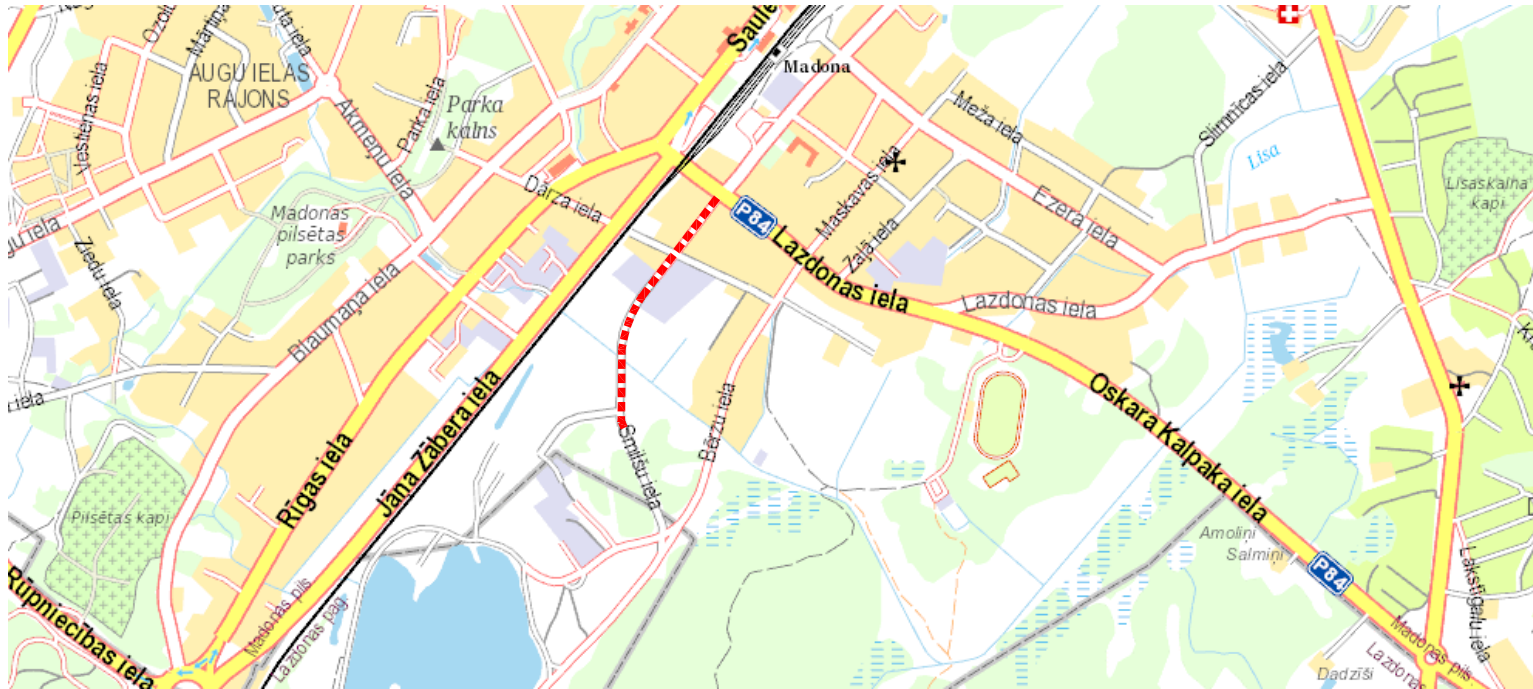 Saules
Madona
AUGU IELAS
RAJONS
Vestienas iela
Akmeņu iela
Parka iela
Parka
kalns
Meža iela
Slimnīcas iela
Lisa
Lisaskalna
kapi
Maskavas iela
Ezera iela
Zaļā iela
Dārza iela
P84
Lazdonas iela
Lazdonas iela
Madonas
pilsētas
parks
Ziedu iela
Blaumaņa iela
iela
Rīgas iela
Jāna Zābera iela
Smilšu iela
Bērzu iela
Oskara Kalpaka iela
Pilsētas kapi
Amoliņi
Salmiņi
P84
Lakstīgalu iela
Rūpniecības iela
Madonas pils.
Lazdonas pag.
Madonas pils.
Lazdonas
Dadzīši